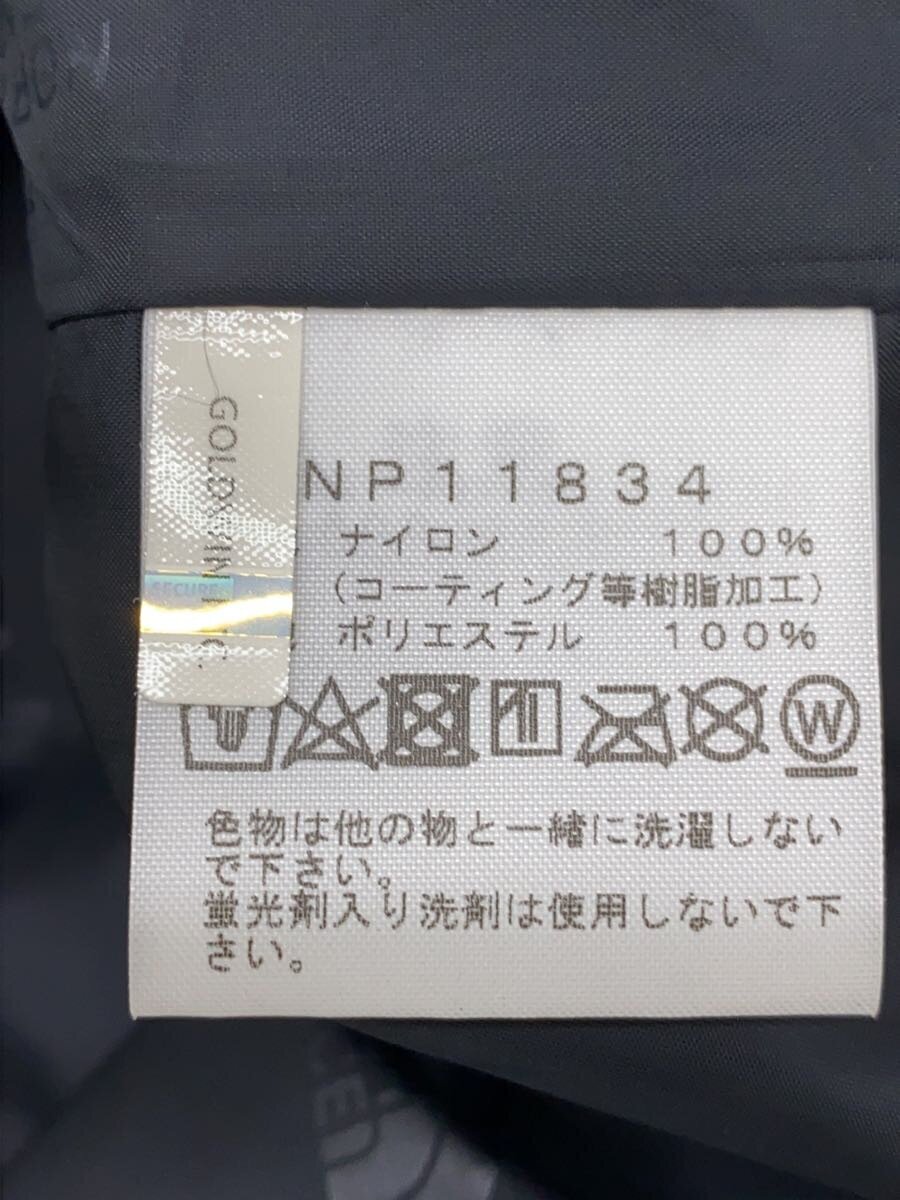 NP11834
ナイロン 100%
(コーティング等樹脂加工)
ポリエステル 100%
SECURE
W
色物は他の物と一緒に洗濯しない
で下さい。
蛍光剤入り洗剤は使用しないで下
さい。